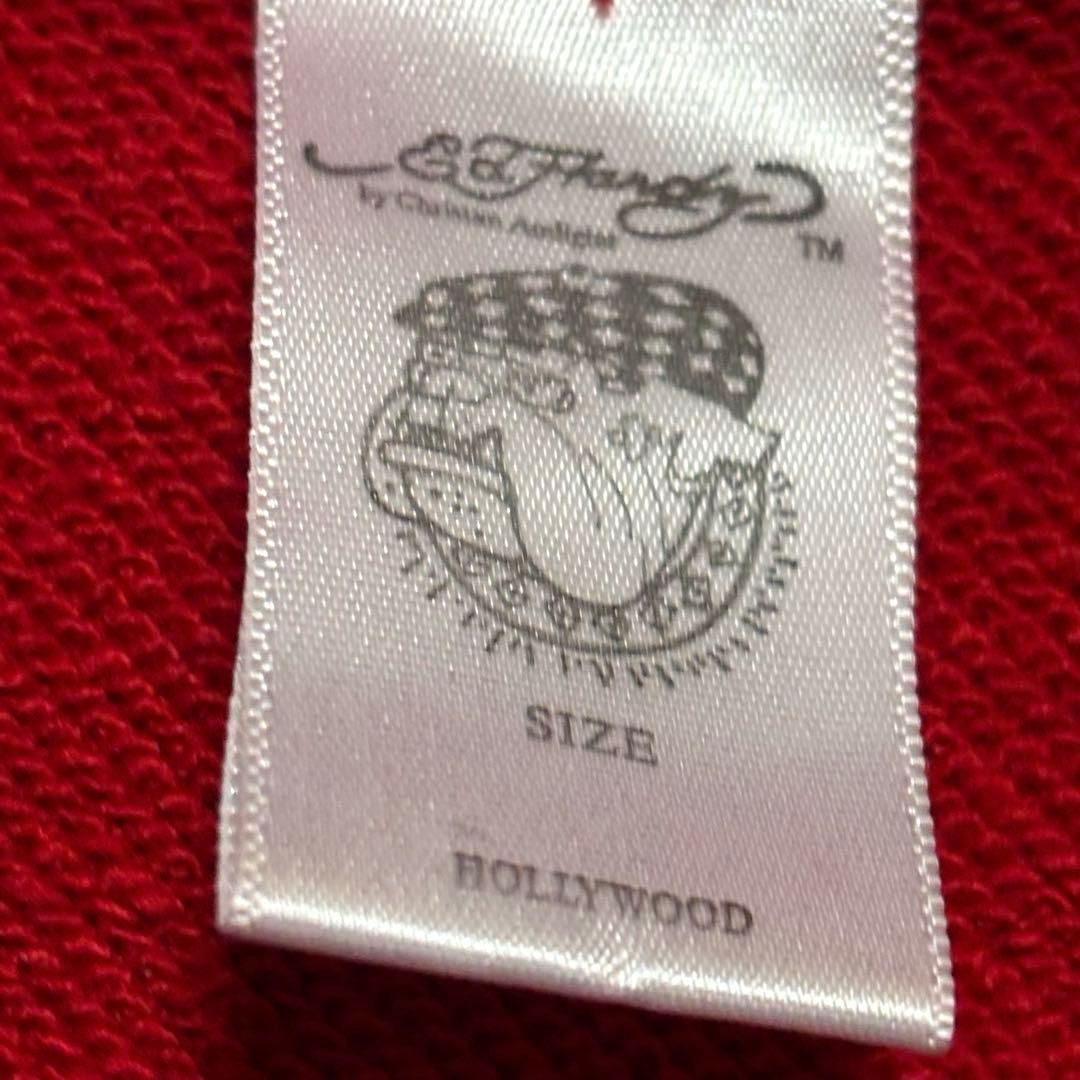 Ed Hardy
by Christian Audigier
TM
SIZE
HOLLYWOOD